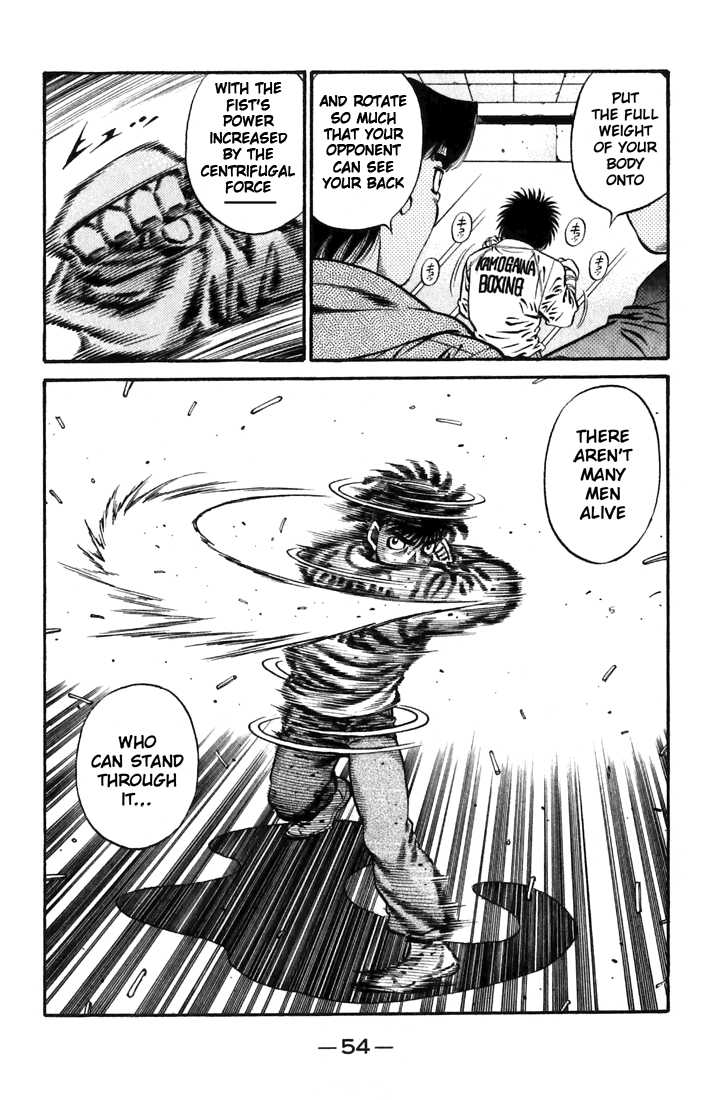 PUT
THE FULL
WEIGHT
OF YOUR
BODY
ONTO
AND ROTATE
SO MUCH
THAT YOUR
OPPONENT
CAN SEE
YOUR BACK
KAMOGAWA
BOXING
WITH THE
FIST'S
POWER
INCREASED
BY THE
CENTRIFUGAL
FORCE
THERE
AREN'T
MANY
MEN
ALIVE
WHO
CAN STAND
THROUGH
IT...
—54—